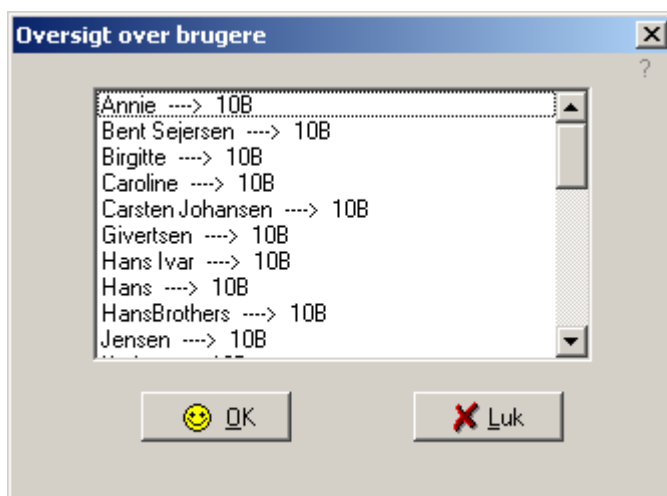 Oversigt over brugere
?
Annie ----> 10B
Bent Sejersen ----> 10B
Birgitte ----> 10B
Caroline ----> 10B
Carsten Johansen ----> 10B
Givertsen ----> 10B
Hans Ivar ----> 10B
Hans ----> 10B
HansBrothers ----> 10B
Jensen ----> 10B
OK
Luk